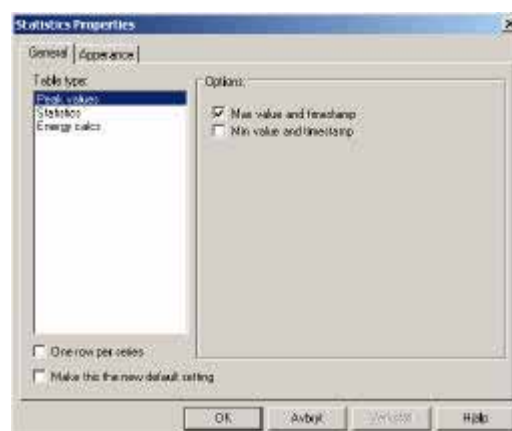 Statistics Properties
General
Appearance
Table type:
Peak values
Statistics
Energy calcs
Options:
Max value and timestamp
Min value and timestamp
One row per series
Make this the new default setting
OK
Avbryt
Verkställ
Hjälp